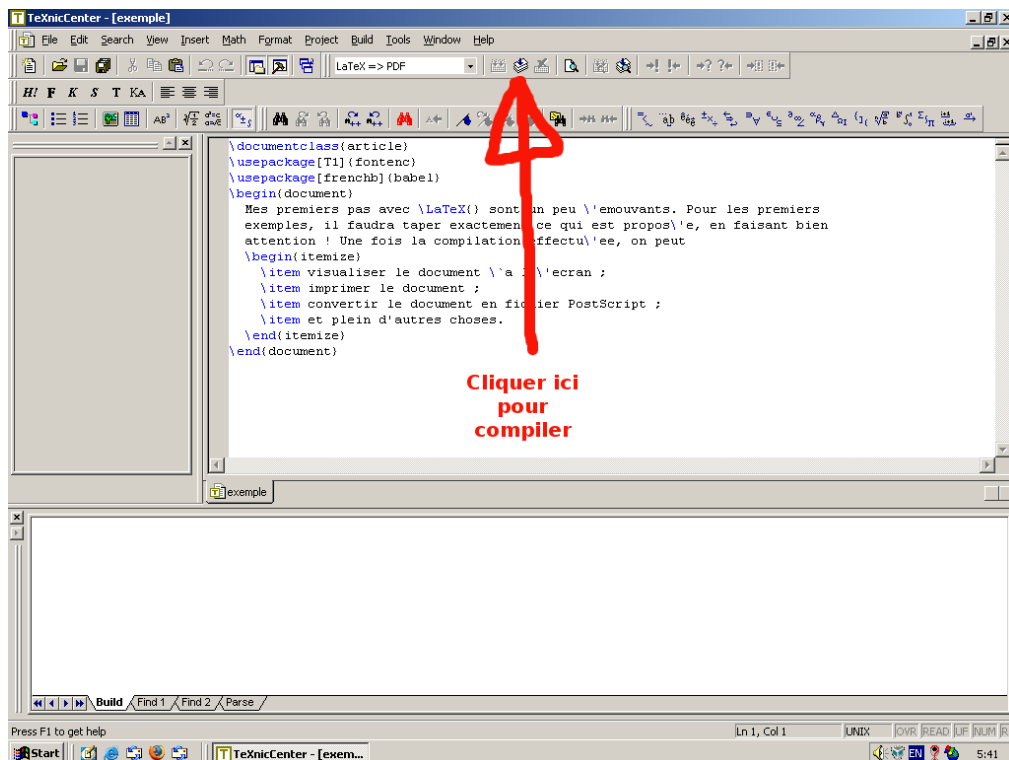 TeXnicCenter - [exemple]
File Edit Search View Insert Math Format Project Build Tools Window Help
LaTeX => PDF
H! F K S T KA
\documentclass{article}
\usepackage[T1]{fontenc}
\usepackage[frenchb]{babel}
\begin{document}
Mes premiers pas avec \LaTeX{} sont un peu \'emouvants. Pour les premiers
exemples, il faudra taper exactement ce qui est propos\'e, en faisant bien
attention ! Une fois la compilation effectu\'ee, on peut
\begin{itemize}
\item visualiser le document \`a l'\'ecran ;
\item imprimer le document ;
\item convertir le document en fichier PostScript ;
\item et plein d'autres choses.
\end{itemize}
\end{document}
Cliquer ici
pour
compiler
exemple
Build Find 1 Find 2 Parse
Press F1 to get help Ln 1, Col 1 UNIX OVR READ UF NUM R
Start TeXnicCenter - [exem... EN 5:41